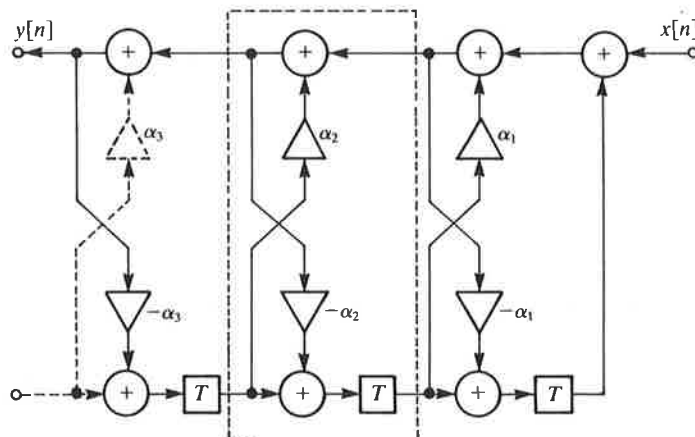 y[n] x[n]
+ + + +
α₃ α₂ α₁
−α₃ −α₂ −α₁
+ T + T + T